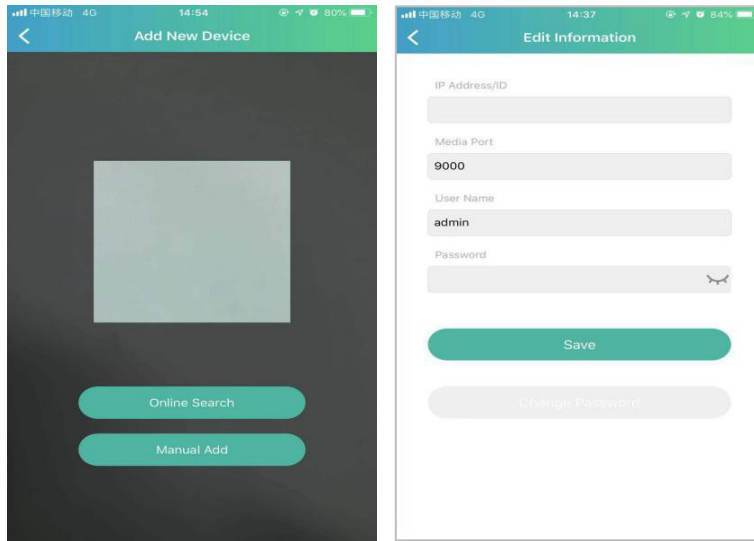 中国移动 4G 14:54 80%
Add New Device
Online Search
Manual Add
中国移动 4G 14:37 84%
Edit Information
IP Address/ID
Media Port
9000
User Name
admin
Password
Save
Change Password